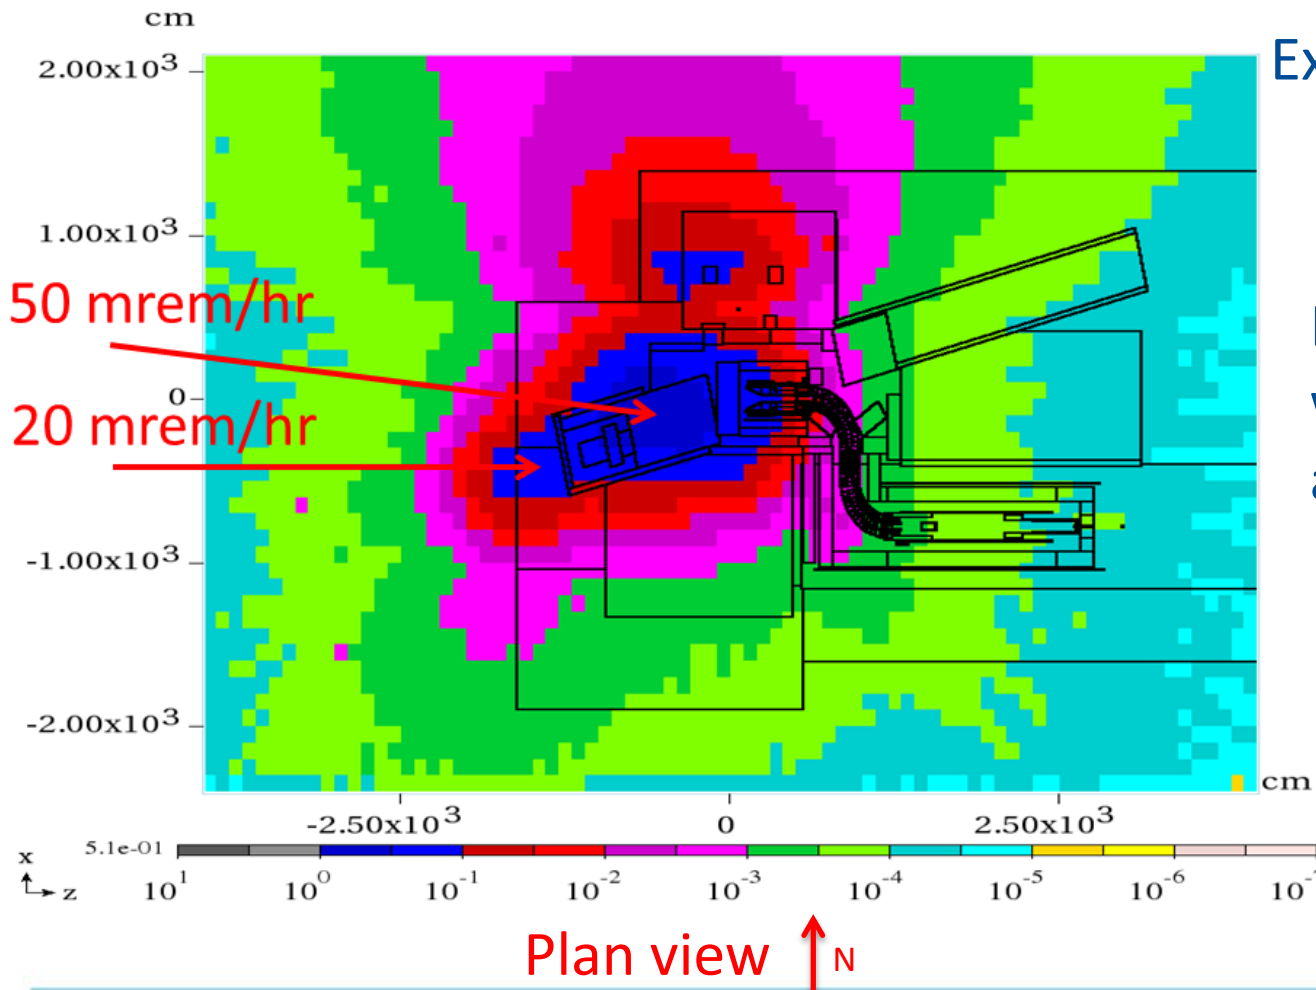 cm
2.00x10³
Ex
1.00x10³
50 mrem/hr
0
20 mrem/hr
-1.00x10³
-2.00x10³
cm
-2.50x10³ 0 2.50x10³
5.1e-01
x
z
10¹ 10⁰ 10⁻¹ 10⁻² 10⁻³ 10⁻⁴ 10⁻⁵ 10⁻⁶
Plan view N